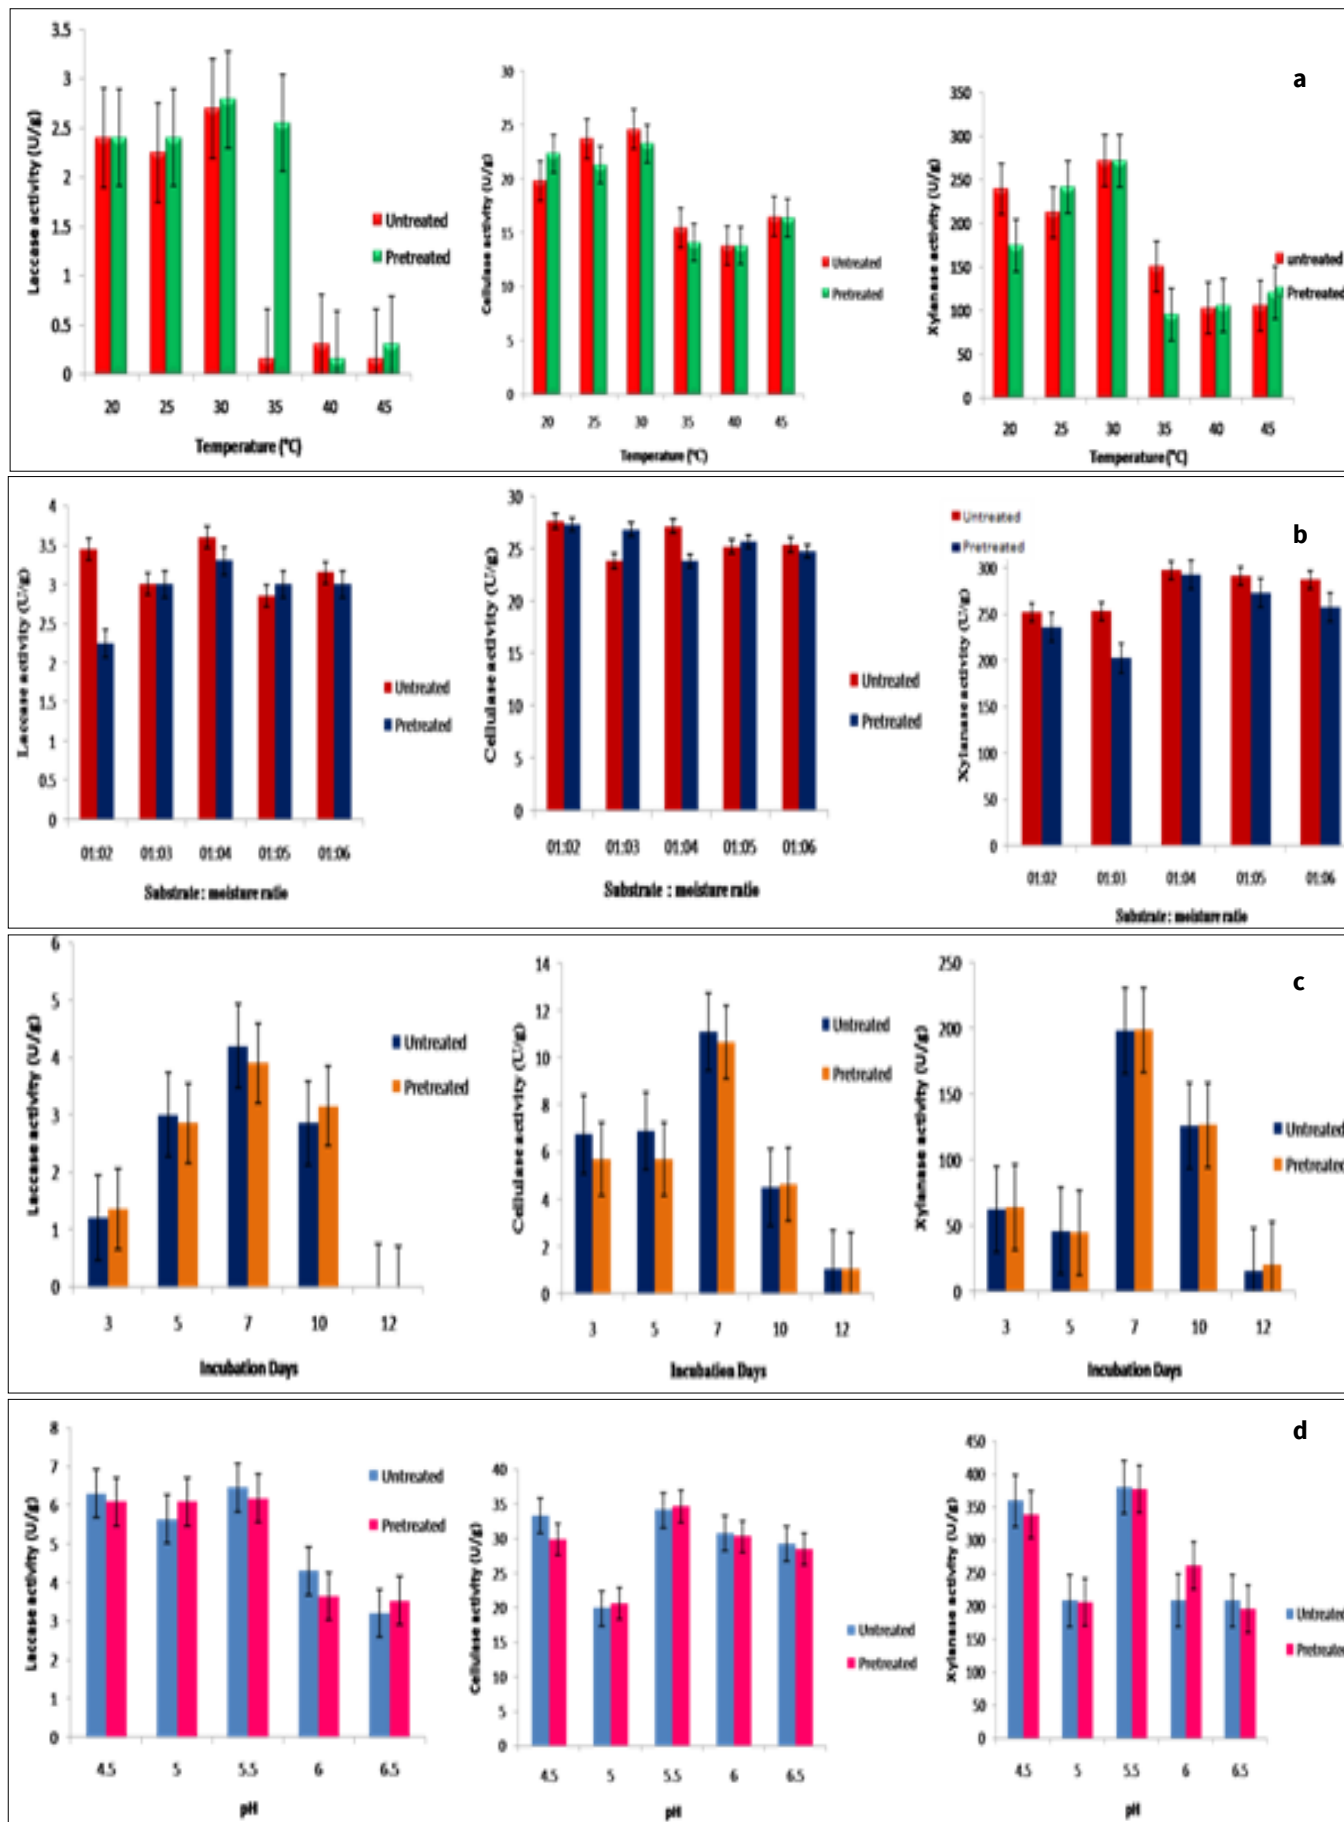 a
3.5
3
2.5
2
1.5
1
0.5
0
Laccase activity (U/g)
20 25 30 35 40 45
Temperature (°C)
Untreated
Pretreated
30
25
20
15
10
5
0
Cellulase activity (U/g)
20 25 30 35 40 45
Temperature (°C)
Untreated
Pretreated
350
300
250
200
150
100
50
0
Xylanase activity (U/g)
20 25 30 35 40 45
Temperature (°C)
untreated
Pretreated
b
4
3.5
3
2.5
2
1.5
1
0.5
0
Laccase activity (U/g)
01:02 01:03 01:04 01:05 01:06
Substrate : moisture ratio
Untreated
Pretreated
30
25
20
15
10
5
0
Cellulase activity (U/g)
01:02 01:03 01:04 01:05 01:06
Substrate : moisture ratio
Untreated
Pretreated
Untreated
Pretreated
300
250
200
150
100
50
0
Xylanase activity (U/g)
01:02 01:03 01:04 01:05 01:06
Substrate : moisture ratio
c
6
5
4
3
2
1
0
Laccase activity (U/g)
3 5 7 10 12
Incubation Days
Untreated
Pretreated
14
12
10
8
6
4
2
0
Cellulase activity (U/g)
3 5 7 10 12
Incubation Days
Untreated
Pretreated
250
200
150
100
50
0
Xylanase activity (U/g)
3 5 7 10 12
Incubation Days
Untreated
Pretreated
d
8
7
6
5
4
3
2
1
0
Laccase activity (U/g)
4.5 5 5.5 6 6.5
pH
Untreated
Pretreated
40
35
30
25
20
15
10
5
0
Cellulase activity (U/g)
4.5 5 5.5 6 6.5
pH
Untreated
Pretreated
450
400
350
300
250
200
150
100
50
0
Xylanase activity (U/g)
4.5 5 5.5 6 6.5
pH
Untreated
Pretreated